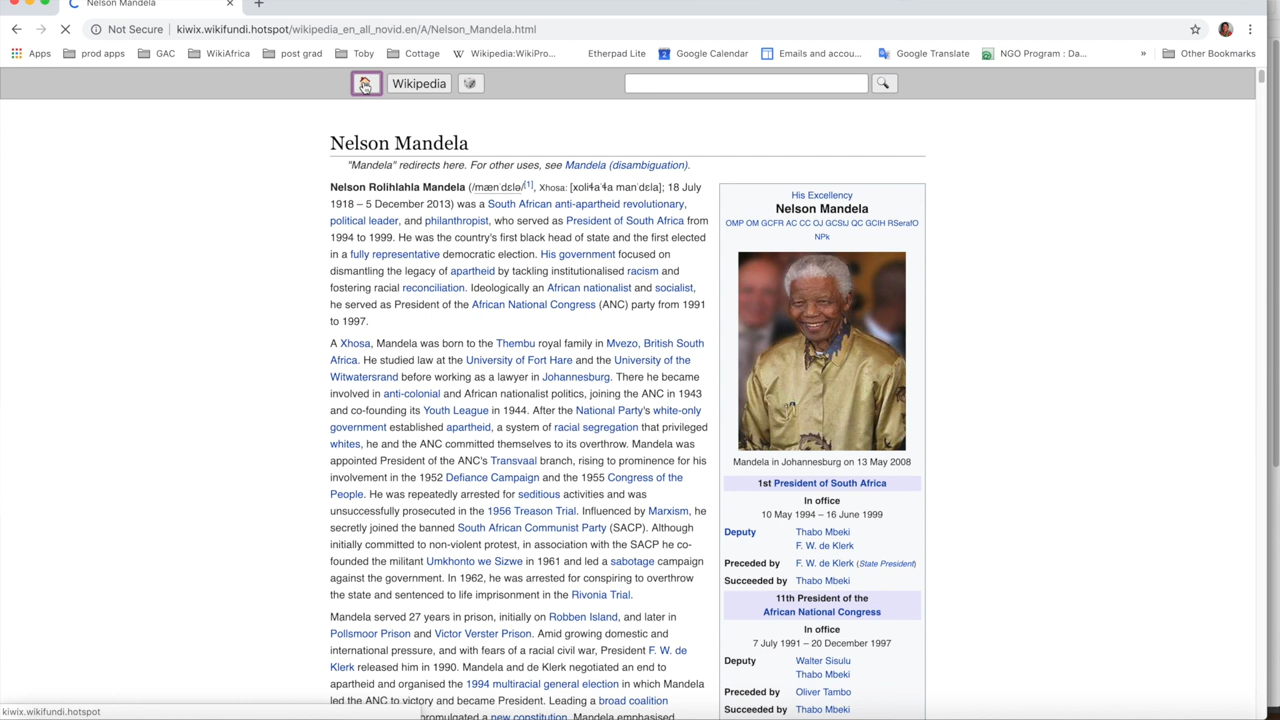 Nelson Mandela
Not Secure kiwix.wikifundi.hotspot/wikipedia_en_all_novid.en/A/Nelson_Mandela.html
Apps prod apps GAC WikiAfrica post grad Toby Cottage Wikipedia:WikiPro... Etherpad Lite Google Calendar Emails and accou... Google Translate NGO Program : Da... » Other Bookmarks
Wikipedia
Nelson Mandela
"Mandela" redirects here. For other uses, see Mandela (disambiguation).
Nelson Rolihlahla Mandela (/mænˈdɛlə/[1], Xhosa: [xoliɬaˈɬa manˈdɛla]; 18 July
1918 – 5 December 2013) was a South African anti-apartheid revolutionary,
political leader, and philanthropist, who served as President of South Africa from
1994 to 1999. He was the country's first black head of state and the first elected
in a fully representative democratic election. His government focused on
dismantling the legacy of apartheid by tackling institutionalised racism and
fostering racial reconciliation. Ideologically an African nationalist and socialist,
he served as President of the African National Congress (ANC) party from 1991
to 1997.
A Xhosa, Mandela was born to the Thembu royal family in Mvezo, British South
Africa. He studied law at the University of Fort Hare and the University of the
Witwatersrand before working as a lawyer in Johannesburg. There he became
involved in anti-colonial and African nationalist politics, joining the ANC in 1943
and co-founding its Youth League in 1944. After the National Party's white-only
government established apartheid, a system of racial segregation that privileged
whites, he and the ANC committed themselves to its overthrow. Mandela was
appointed President of the ANC's Transvaal branch, rising to prominence for his
involvement in the 1952 Defiance Campaign and the 1955 Congress of the
People. He was repeatedly arrested for seditious activities and was
unsuccessfully prosecuted in the 1956 Treason Trial. Influenced by Marxism, he
secretly joined the banned South African Communist Party (SACP). Although
initially committed to non-violent protest, in association with the SACP he co-
founded the militant Umkhonto we Sizwe in 1961 and led a sabotage campaign
against the government. In 1962, he was arrested for conspiring to overthrow
the state and sentenced to life imprisonment in the Rivonia Trial.
Mandela served 27 years in prison, initially on Robben Island, and later in
Pollsmoor Prison and Victor Verster Prison. Amid growing domestic and
international pressure, and with fears of a racial civil war, President F. W. de
Klerk released him in 1990. Mandela and de Klerk negotiated an end to
apartheid and organised the 1994 multiracial general election in which Mandela
led the ANC to victory and became President. Leading a broad coalition
promulgated a new constitution, Mandela emphasised
His Excellency
Nelson Mandela
OMP OM GCFR AC CC OJ GCStJ QC GCIH RSerafO
NPk
Mandela in Johannesburg on 13 May 2008
1st President of South Africa
In office
10 May 1994 – 16 June 1999
Deputy Thabo Mbeki
F. W. de Klerk
Preceded by F. W. de Klerk (State President)
Succeeded by Thabo Mbeki
11th President of the
African National Congress
In office
7 July 1991 – 20 December 1997
Deputy Walter Sisulu
Thabo Mbeki
Preceded by Oliver Tambo
Succeeded by Thabo Mbeki
kiwix.wikifundi.hotspot